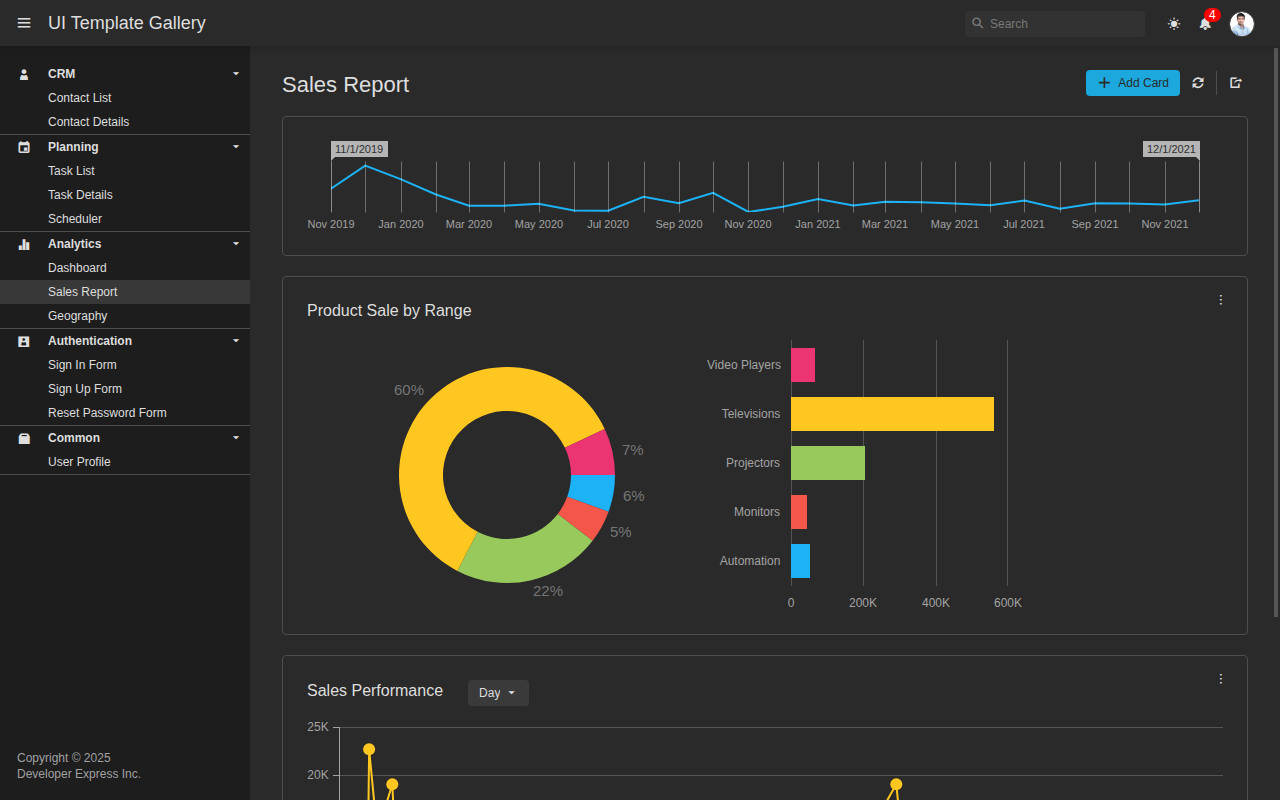 UI Template Gallery
Search
4
CRM
Contact List
Contact Details
Planning
Task List
Task Details
Scheduler
Analytics
Dashboard
Sales Report
Geography
Authentication
Sign In Form
Sign Up Form
Reset Password Form
Common
User Profile
Copyright © 2025
Developer Express Inc.
Sales Report
Add Card
11/1/2019
12/1/2021
Nov 2019 Jan 2020 Mar 2020 May 2020 Jul 2020 Sep 2020 Nov 2020 Jan 2021 Mar 2021 May 2021 Jul 2021 Sep 2021 Nov 2021
Product Sale by Range
60%
7%
6%
5%
22%
Video Players
Televisions
Projectors
Monitors
Automation
0 200K 400K 600K
Sales Performance
Day
25K
20K